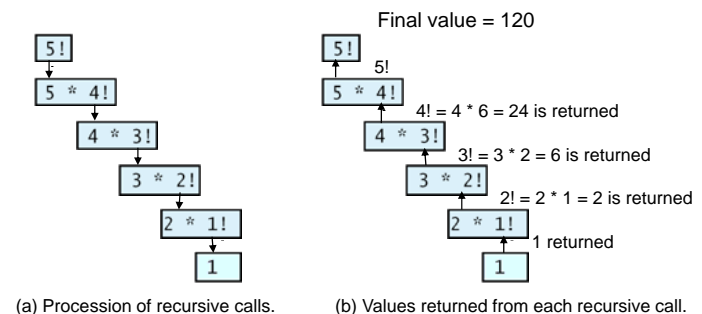 Final value = 120
5!
5 * 4!
4 * 3!
3 * 2!
2 * 1!
1
(a) Procession of recursive calls.
5!
5!
5 * 4!
4! = 4 * 6 = 24 is returned
4 * 3!
3! = 3 * 2 = 6 is returned
3 * 2!
2! = 2 * 1 = 2 is returned
2 * 1!
1 returned
1
(b) Values returned from each recursive call.